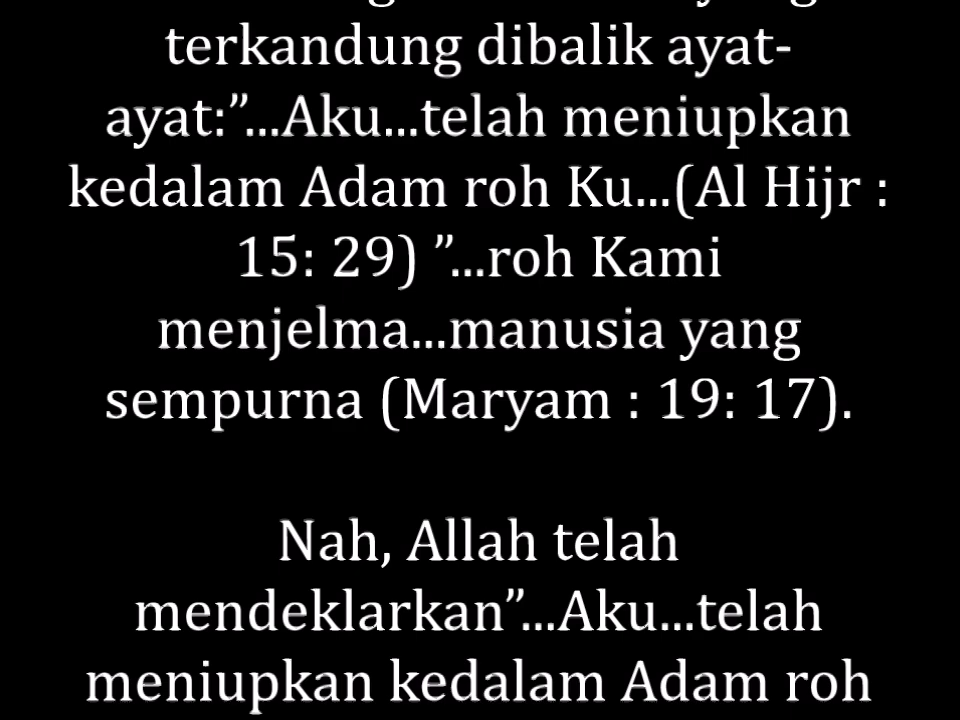 terkandung dibalik ayat-
ayat:”...Aku...telah meniupkan
kedalam Adam roh Ku...(Al Hijr :
15: 29) ”...roh Kami
menjelma...manusia yang
sempurna (Maryam : 19: 17).
Nah, Allah telah
mendeklarkan”...Aku...telah
meniupkan kedalam Adam roh